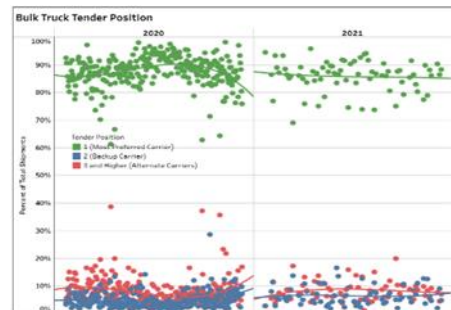 Bulk Truck Tender Position
2020 2021
100%
90%
80%
70%
60%
50%
40%
30%
20%
10%
0%
Percent of Total Shipments
Tender Position
1 (Most Preferred Carrier)
2 (Backup Carrier)
3 and Higher (Alternate Carriers)